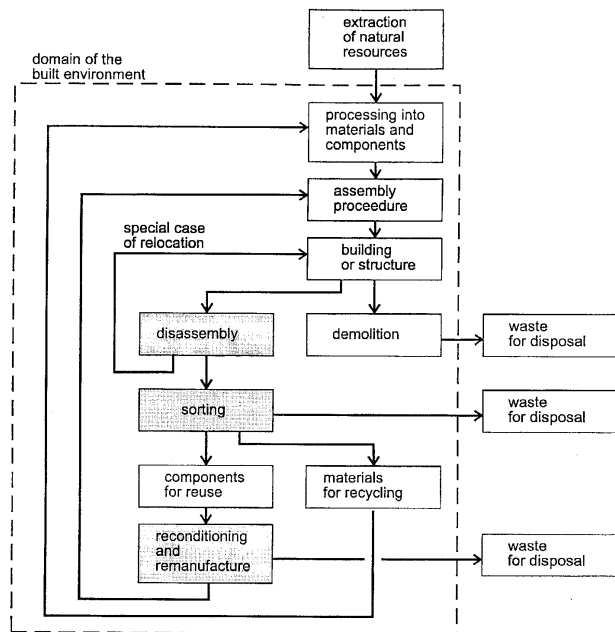 extraction
of natural
resources
domain of the
built environment
processing into
materials and
components
assembly
proceedure
special case
of relocation
building
or structure
disassembly
demolition
waste
for disposal
sorting
waste
for disposal
components
for reuse
materials
for recycling
reconditioning
and
remanufacture
waste
for disposal